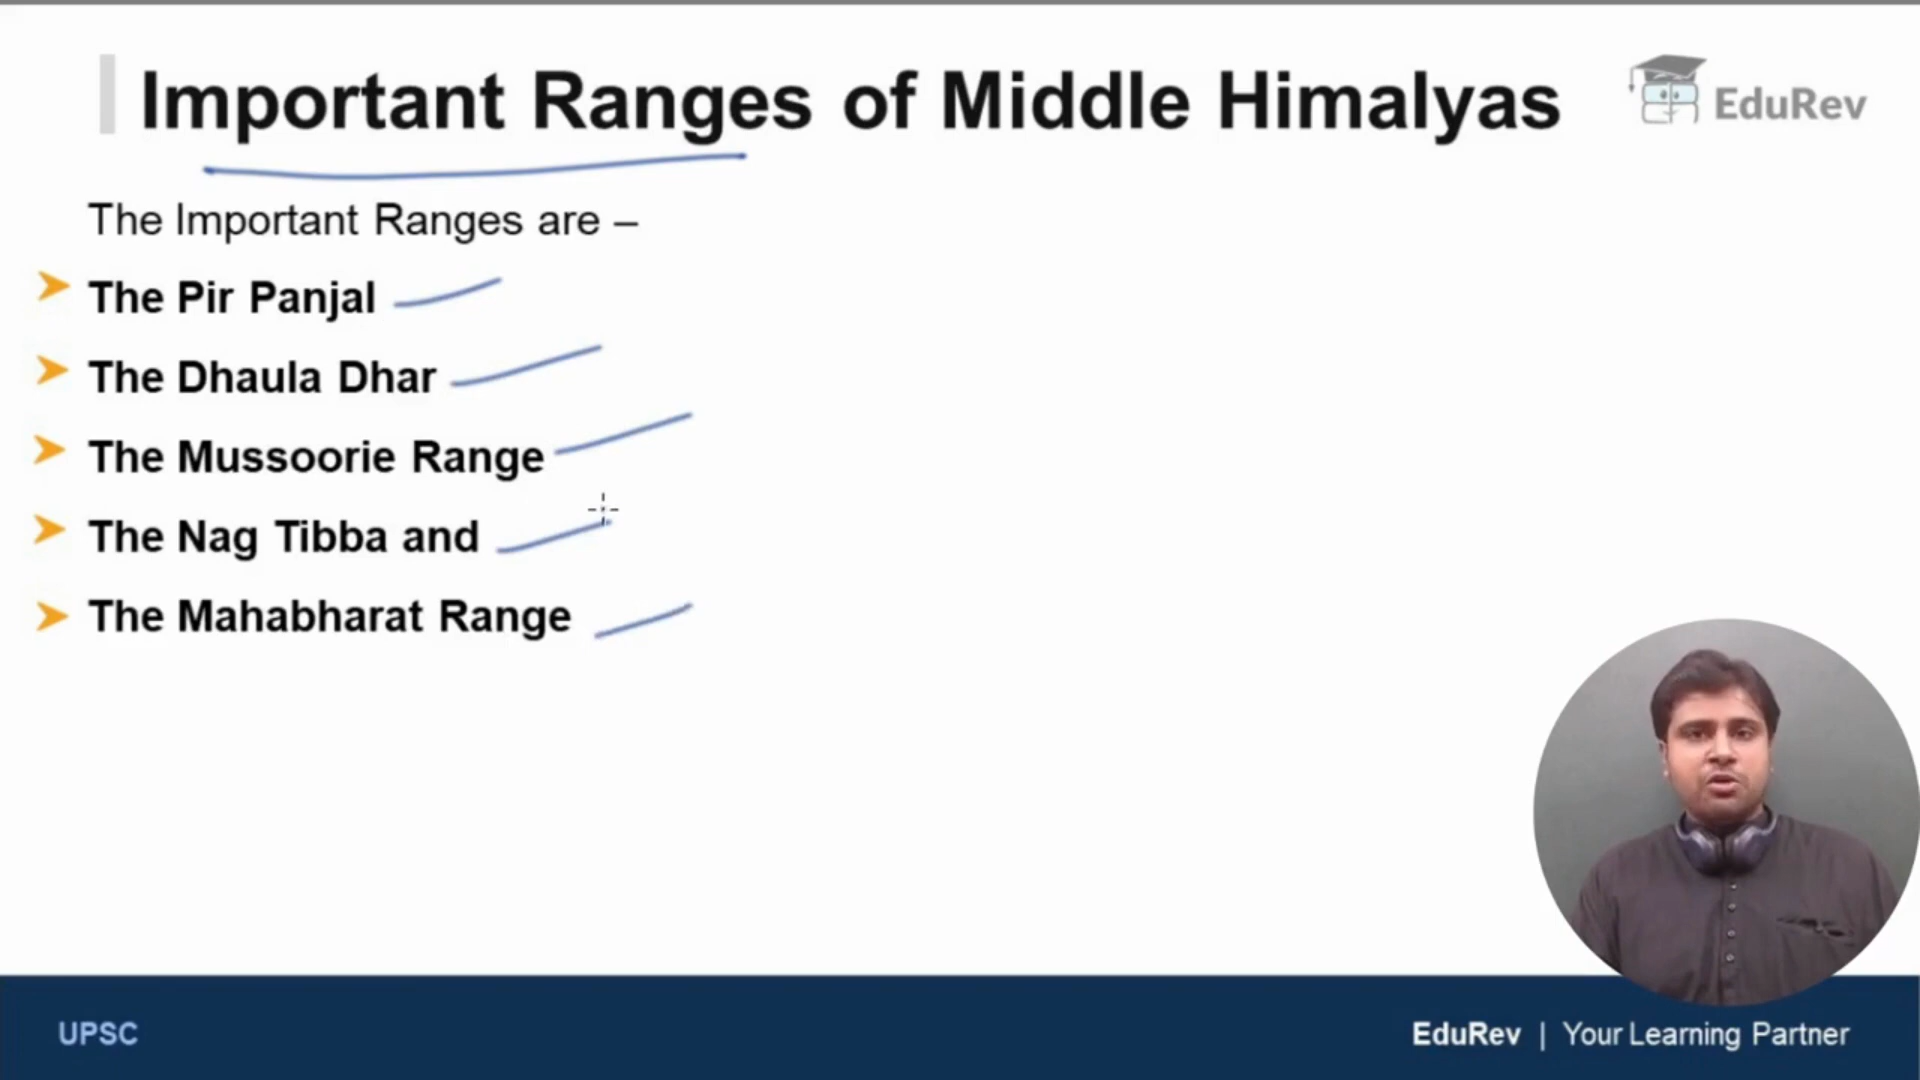 Important Ranges of Middle Himalyas
EduRev
The Important Ranges are –
The Pir Panjal
The Dhaula Dhar
The Mussoorie Range
The Nag Tibba and
The Mahabharat Range
UPSC
EduRev | Your Learning Partner